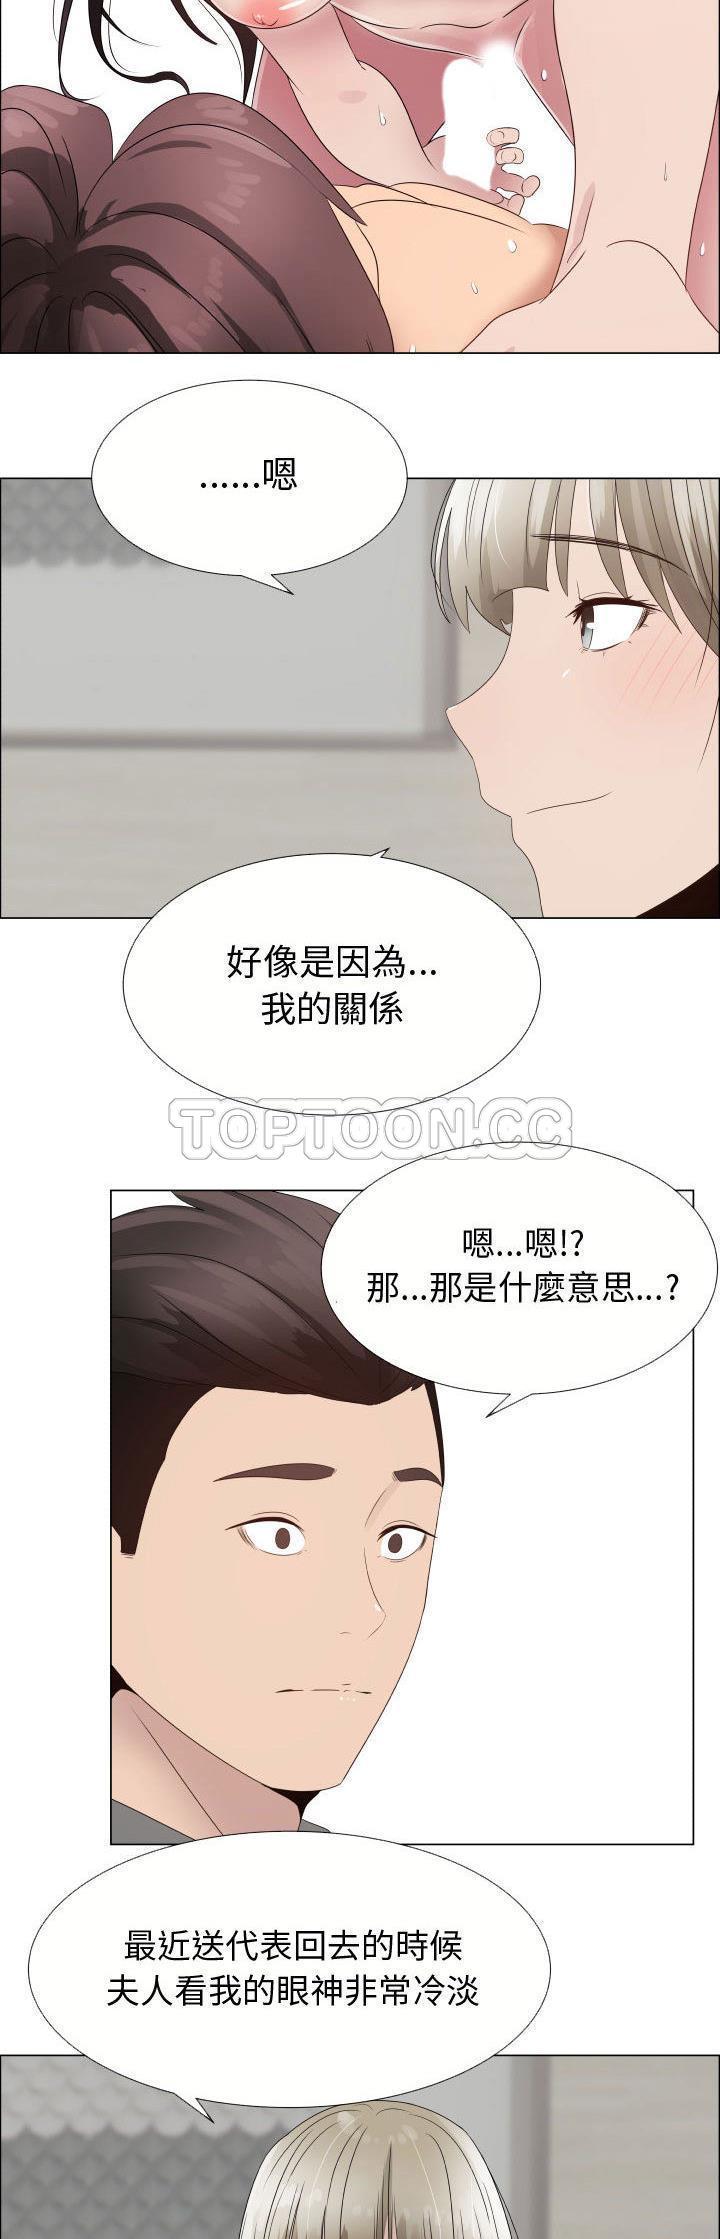 ......嗯
好像是因為...
我的關係
TOPTOON.CC
嗯...嗯!?
那...那是什麼意思...?
最近送代表回去的時候
夫人看我的眼神非常冷淡